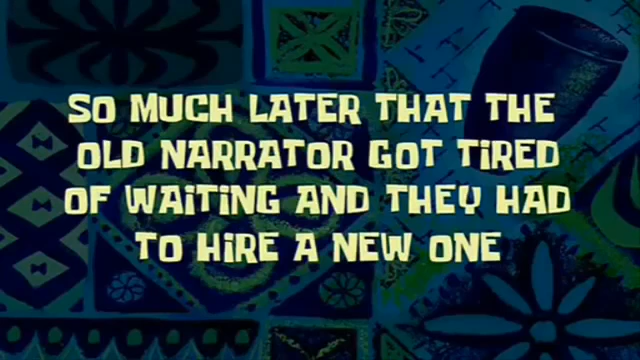 SO MUCH LATER THAT THE
OLD NARRATOR GOT TIRED
OF WAITING AND THEY HAD
TO HIRE A NEW ONE